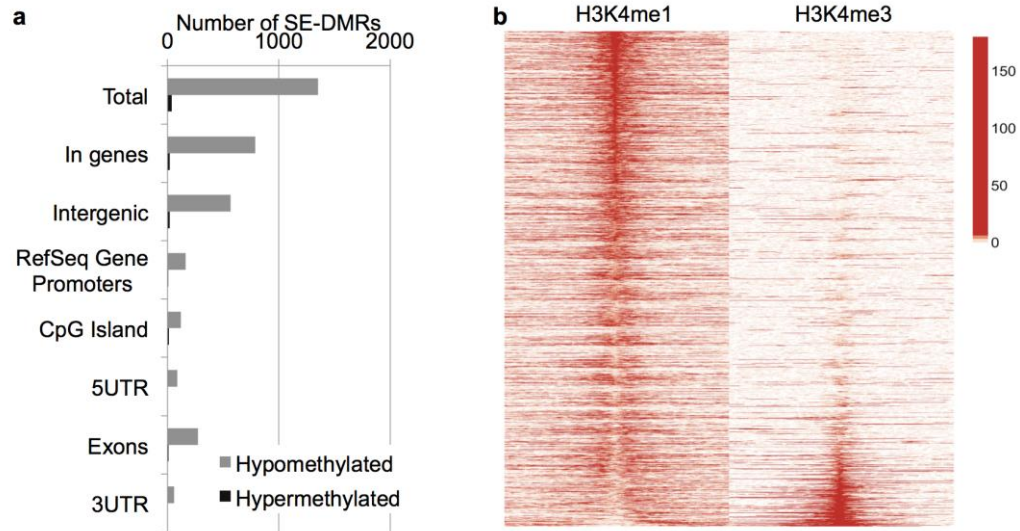 a
Number of SE-DMRs
0 1000 2000
Total
In genes
Intergenic
RefSeq Gene
Promoters
CpG Island
5UTR
Exons
3UTR
Hypomethylated
Hypermethylated
b
H3K4me1 H3K4me3
150
100
50
0